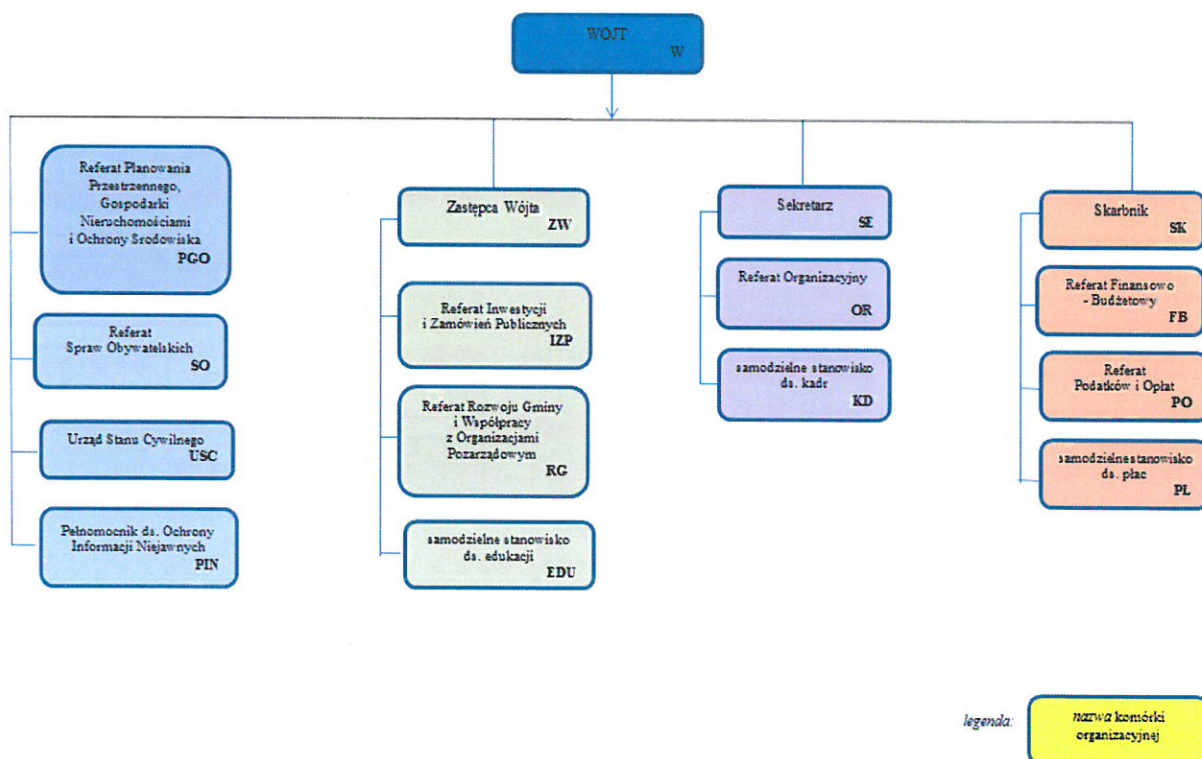 WÓJT
W
Referat Planowania
Przestrzennego,
Gospodarki
Nieruchomościami
i Ochrony Środowiska
PGO
Referat
Spraw Obywatelskich
SO
Urząd Stanu Cywilnego
USC
Pełnomocnik ds. Ochrony
Informacji Niejawnych
PIN
Zastępca Wójta
ZW
Referat Inwestycji
i Zamówień Publicznych
IZP
Referat Rozwoju Gminy
i Współpracy
z Organizacjami
Pozarządowym
RG
samodzielne stanowisko
ds. edukacji
EDU
Sekretarz
SE
Referat Organizacyjny
OR
samodzielne stanowisko
ds. kadr
KD
Skarbnik
SK
Referat Finansowo
- Budżetowy
FB
Referat
Podatków i Opłat
PO
samodzielne stanowisko
ds. płac
PL
legenda:
nazwa komórki
organizacyjnej